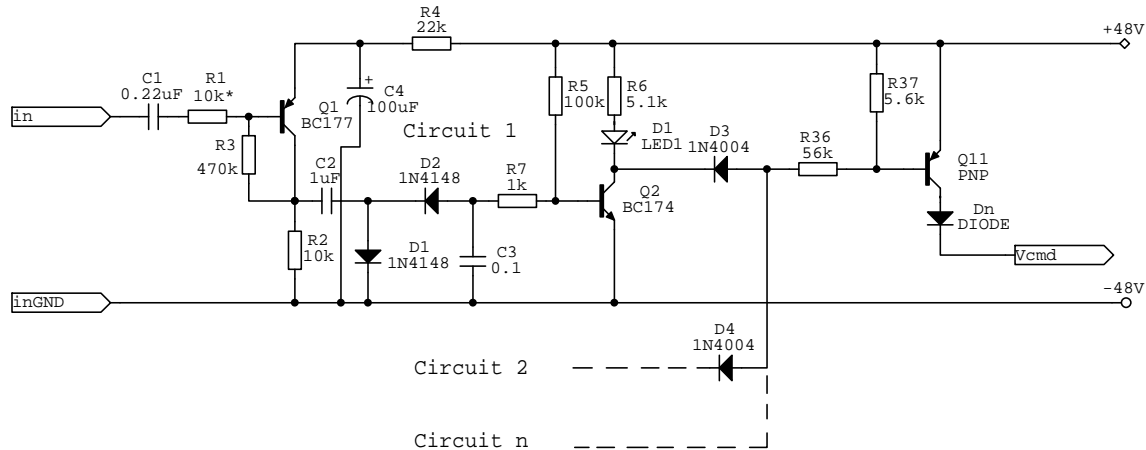 R4
22k
+48V
C1
0.22uF
R1
10k*
in
Q1
BC177
+
C4
100uF
Circuit 1
R5
100k
R6
5.1k
R37
5.6k
R3
470k
D1
LED1
D3
1N4004
R36
56k
Q11
PNP
C2
1uF
D2
1N4148
R7
1k
Q2
BC174
Dn
DIODE
R2
10k
D1
1N4148
C3
0.1
Vcmd
inGND
-48V
D4
1N4004
Circuit 2
Circuit n